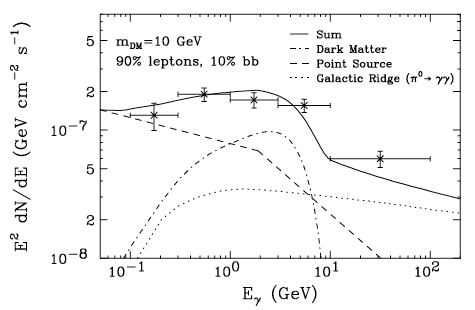 m_DM=10 GeV
90% leptons, 10% bb
Sum
Dark Matter
Point Source
Galactic Ridge (π⁰→ γγ)
E² dN/dE (GeV cm⁻² s⁻¹)
5
2
10⁻⁷
5
2
10⁻⁸
10⁻¹ 10⁰ 10¹ 10²
E_γ (GeV)